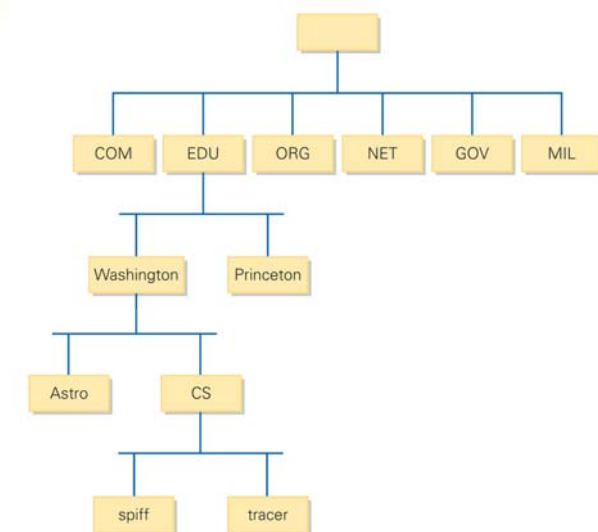 COM EDU ORG NET GOV MIL
Washington Princeton
Astro CS
spiff tracer